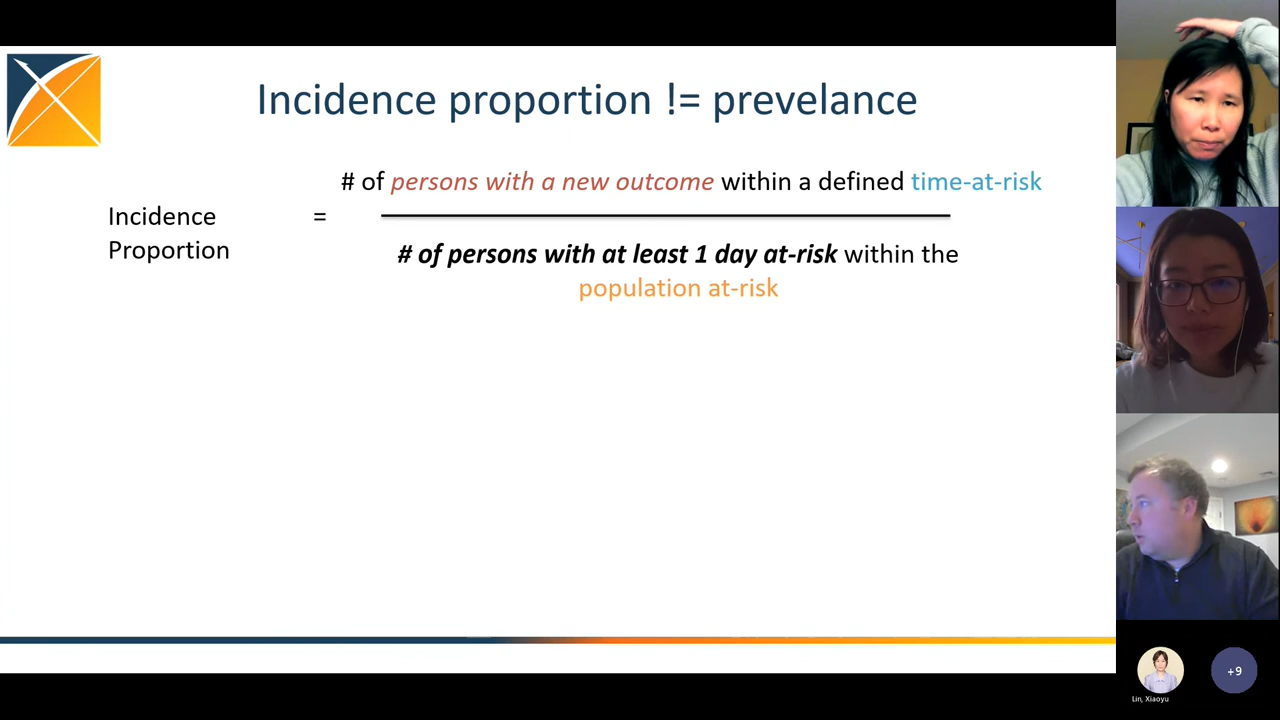 Incidence proportion != prevelance
# of persons with a new outcome within a defined time-at-risk
Incidence
Proportion
=
# of persons with at least 1 day at-risk within the
population at-risk
Lin, Xiaoyu
+9